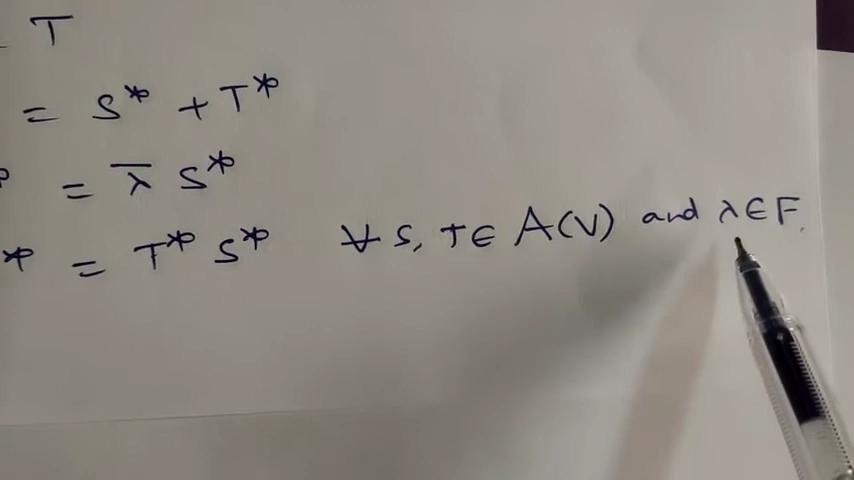 = T
= S* + T*
* = λ̅ S*
* = T* S* ∀ S, T ∈ A(V) and λ ∈ F.